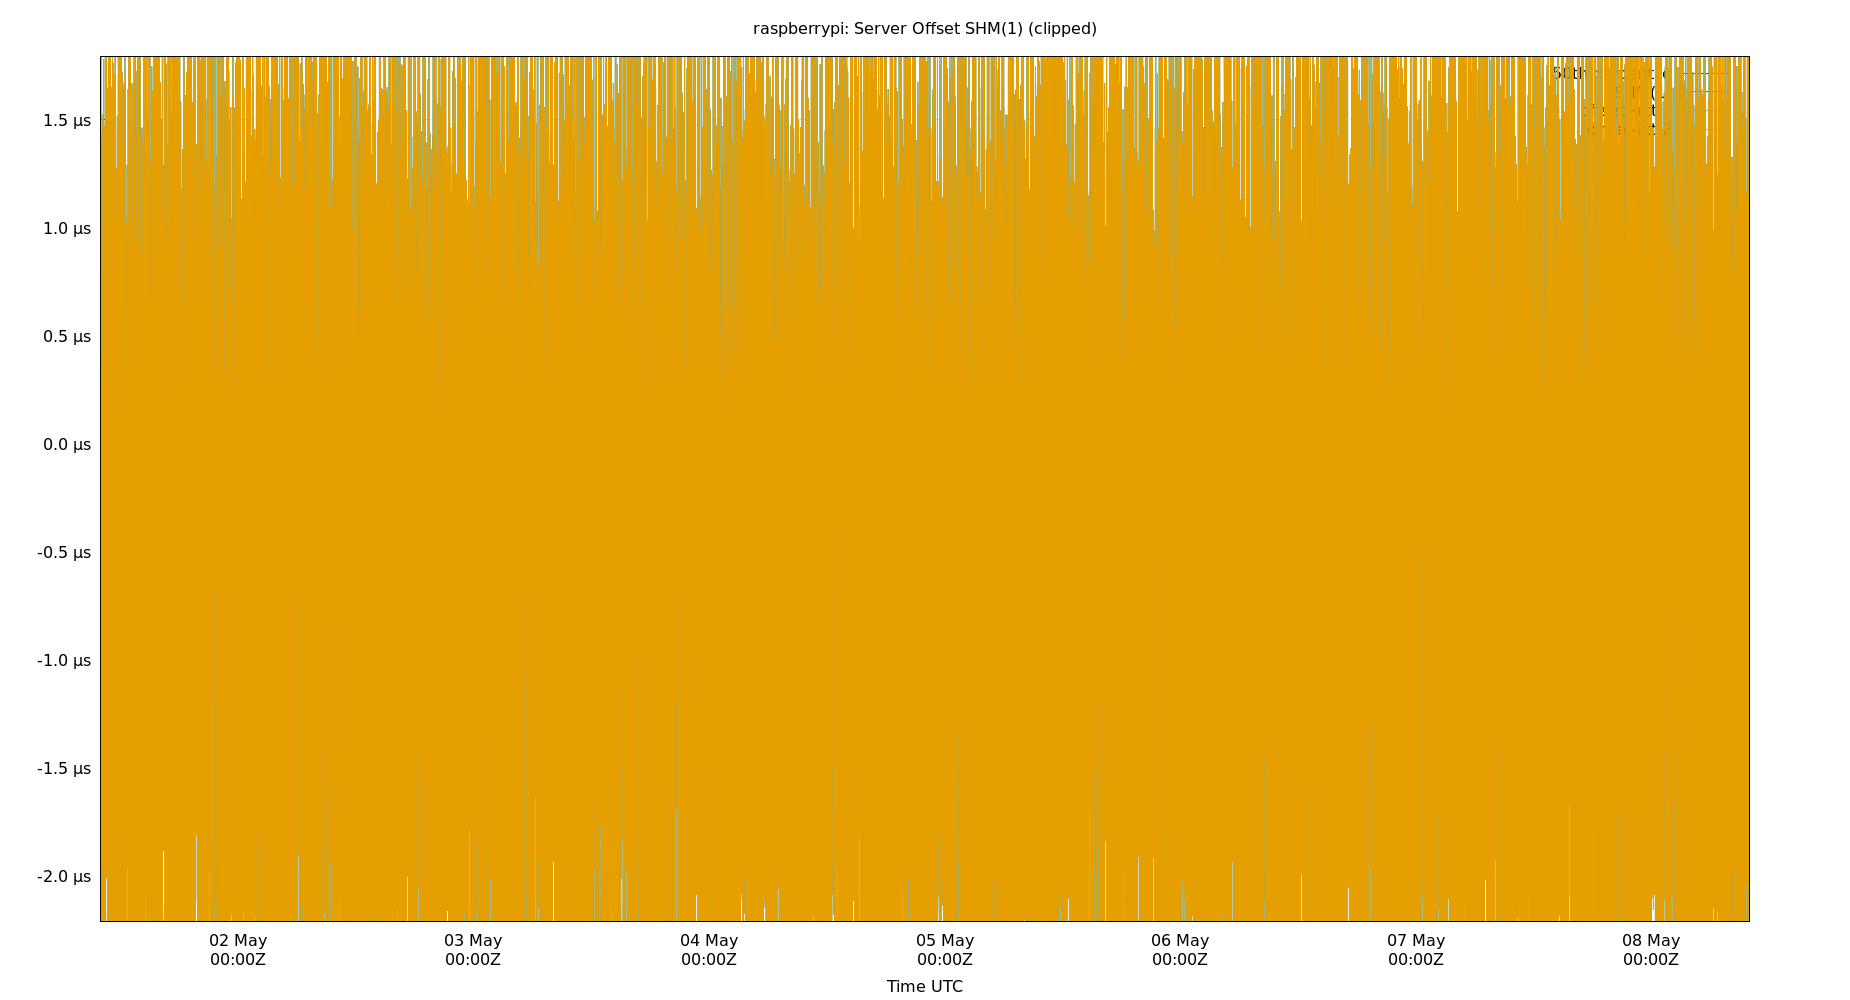 raspberrypi: Server Offset SHM(1) (clipped)
1.5 µs
1.0 µs
0.5 µs
0.0 µs
-0.5 µs
-1.0 µs
-1.5 µs
-2.0 µs
02 May 03 May 04 May 05 May 06 May 07 May 08 May
00:00Z 00:00Z 00:00Z 00:00Z 00:00Z 00:00Z 00:00Z
Time UTC